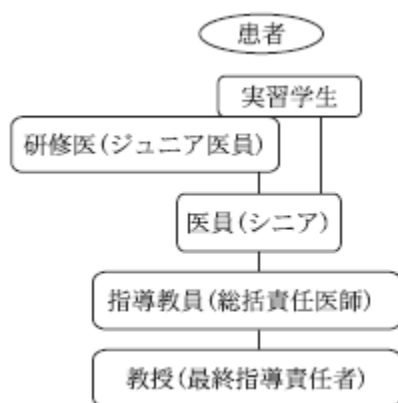 患者
実習学生
研修医(ジュニア医員)
医員(シニア)
指導教員(総括責任医師)
教授(最終指導責任者)